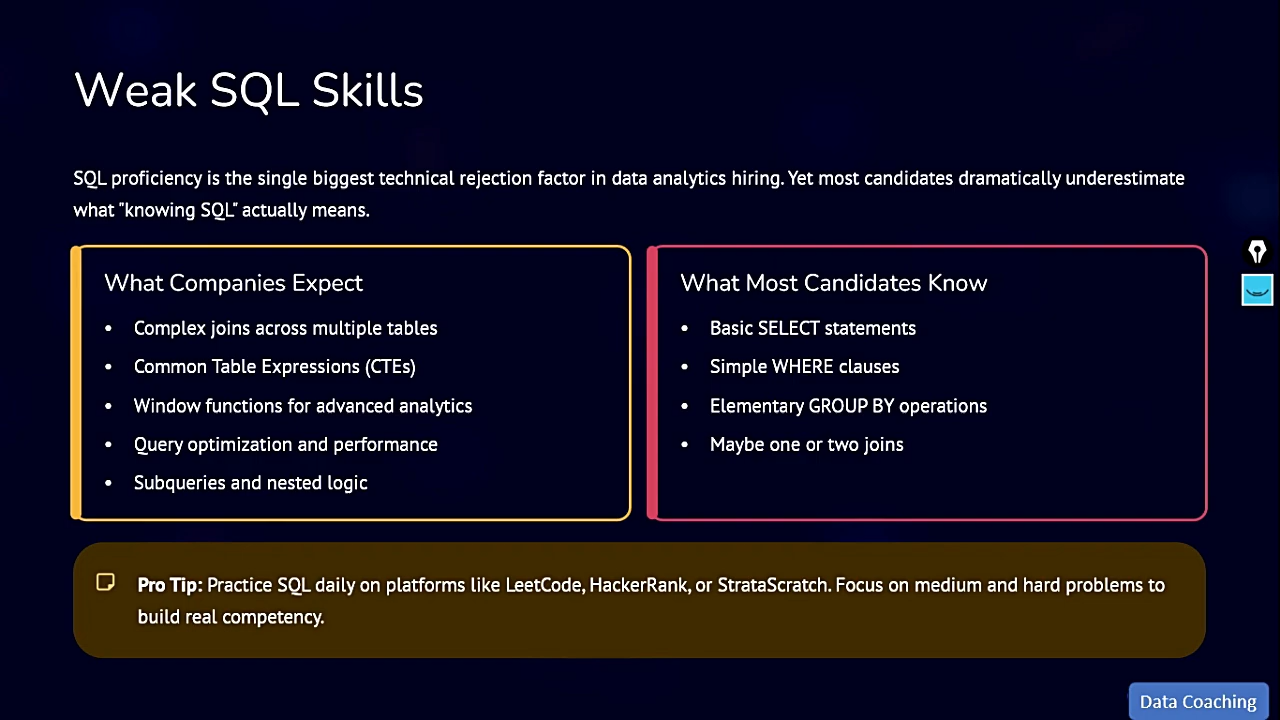 Weak SQL Skills
SQL proficiency is the single biggest technical rejection factor in data analytics hiring. Yet most candidates dramatically underestimate
what "knowing SQL" actually means.
What Companies Expect
• Complex joins across multiple tables
• Common Table Expressions (CTEs)
• Window functions for advanced analytics
• Query optimization and performance
• Subqueries and nested logic
What Most Candidates Know
• Basic SELECT statements
• Simple WHERE clauses
• Elementary GROUP BY operations
• Maybe one or two joins
Pro Tip: Practice SQL daily on platforms like LeetCode, HackerRank, or StrataScratch. Focus on medium and hard problems to
build real competency.
Data Coaching